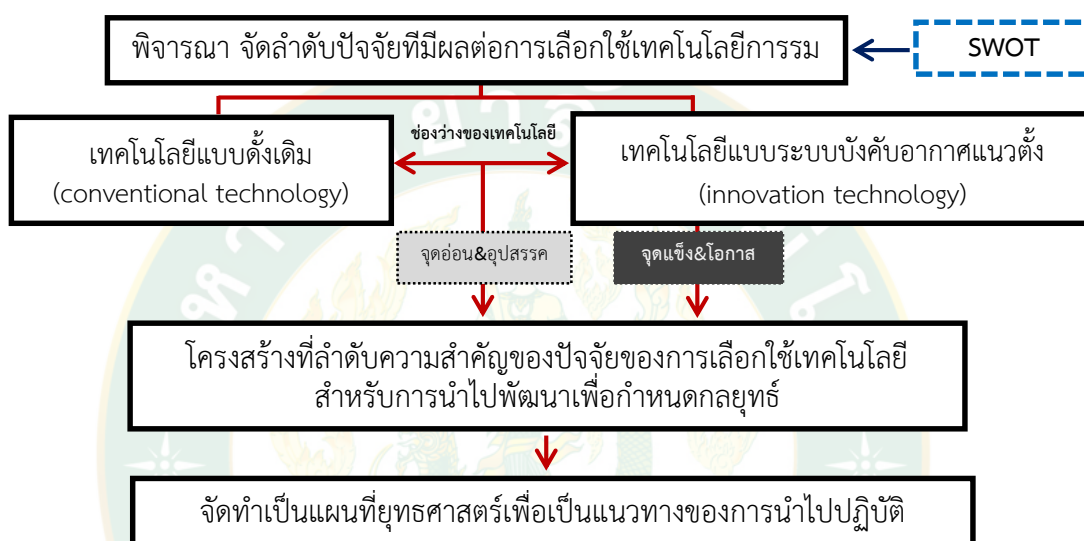 พิจารณา จัดลำดับปัจจัยที่มีผลต่อการเลือกใช้เทคโนโลยีการรม
SWOT
ช่องว่างของเทคโนโลยี
เทคโนโลยีแบบดั้งเดิม
(conventional technology)
เทคโนโลยีแบบระบบบังคับอากาศแนวตั้ง
(innovation technology)
จุดอ่อน&อุปสรรค
จุดแข็ง&โอกาส
โครงสร้างที่ลำดับความสำคัญของปัจจัยของการเลือกใช้เทคโนโลยี
สำหรับการนำไปพัฒนาเพื่อกำหนดกลยุทธ์
จัดทำเป็นแผนที่ยุทธศาสตร์เพื่อเป็นแนวทางของการนำไปปฏิบัติ